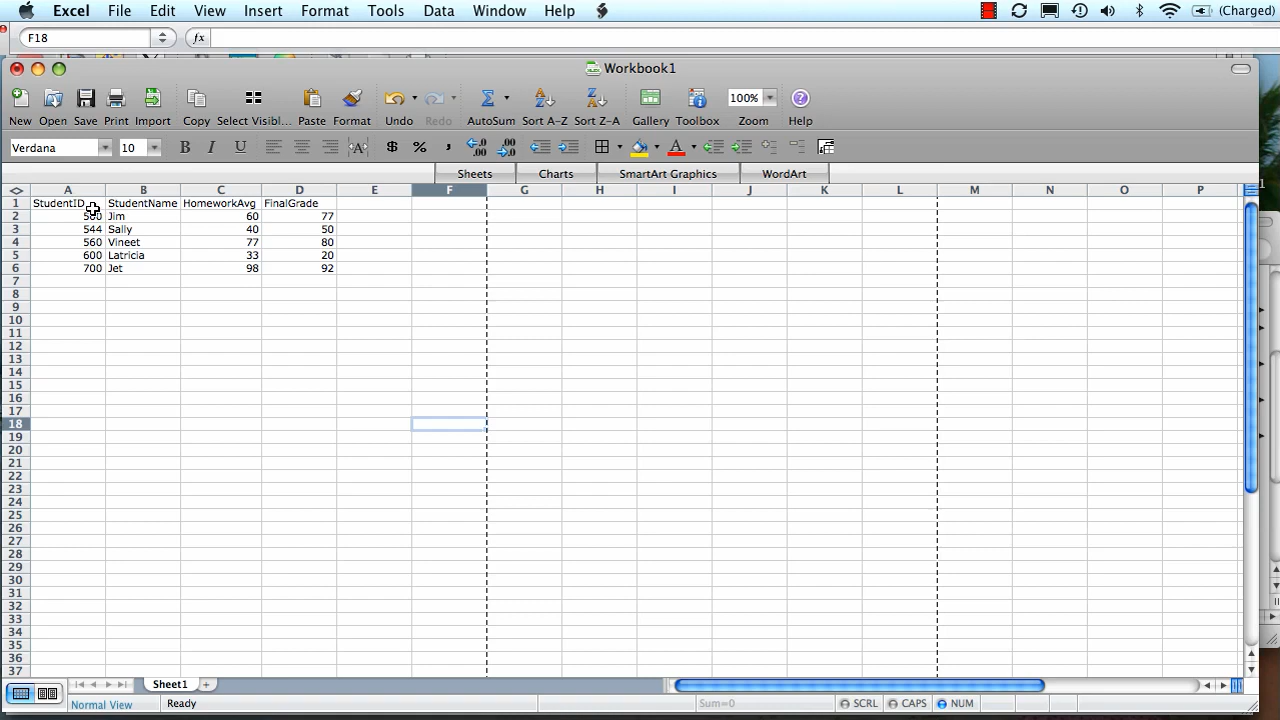 Excel File Edit View Insert Format Tools Data Window Help (Charged)
F18 fx
Workbook1
New Open Save Print Import Copy Select Visibl... Paste Format Undo Redo AutoSum Sort A-Z Sort Z-A Gallery Toolbox 100% Zoom Help
Verdana 10 B I U A $ % , .0 .00 .00 .0 A
Sheets Charts SmartArt Graphics WordArt
A B C D E F G H I J K L M N O P
1 StudentID StudentName HomeworkAvg FinalGrade
2 Jim 60 77
3 544 Sally 40 50
4 560 Vineet 77 80
5 600 Latricia 33 20
6 700 Jet 98 92
7
8
9
10
11
12
13
14
15
16
17
18
19
20
21
22
23
24
25
26
27
28
29
30
31
32
33
34
35
36
37
Sheet1
Normal View Ready Sum=0 SCRL CAPS NUM